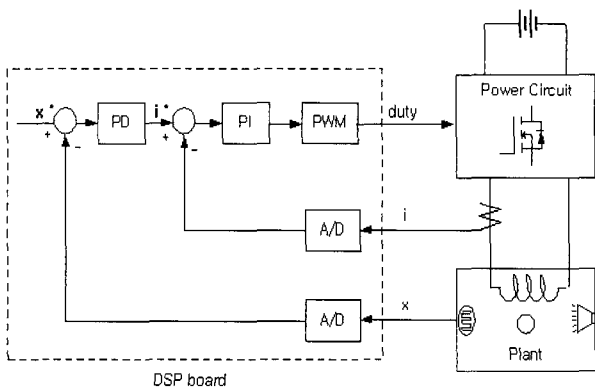 Power Circuit
x* + - PD i* + - PI PWM duty
A/D i
A/D x
Plant
DSP board